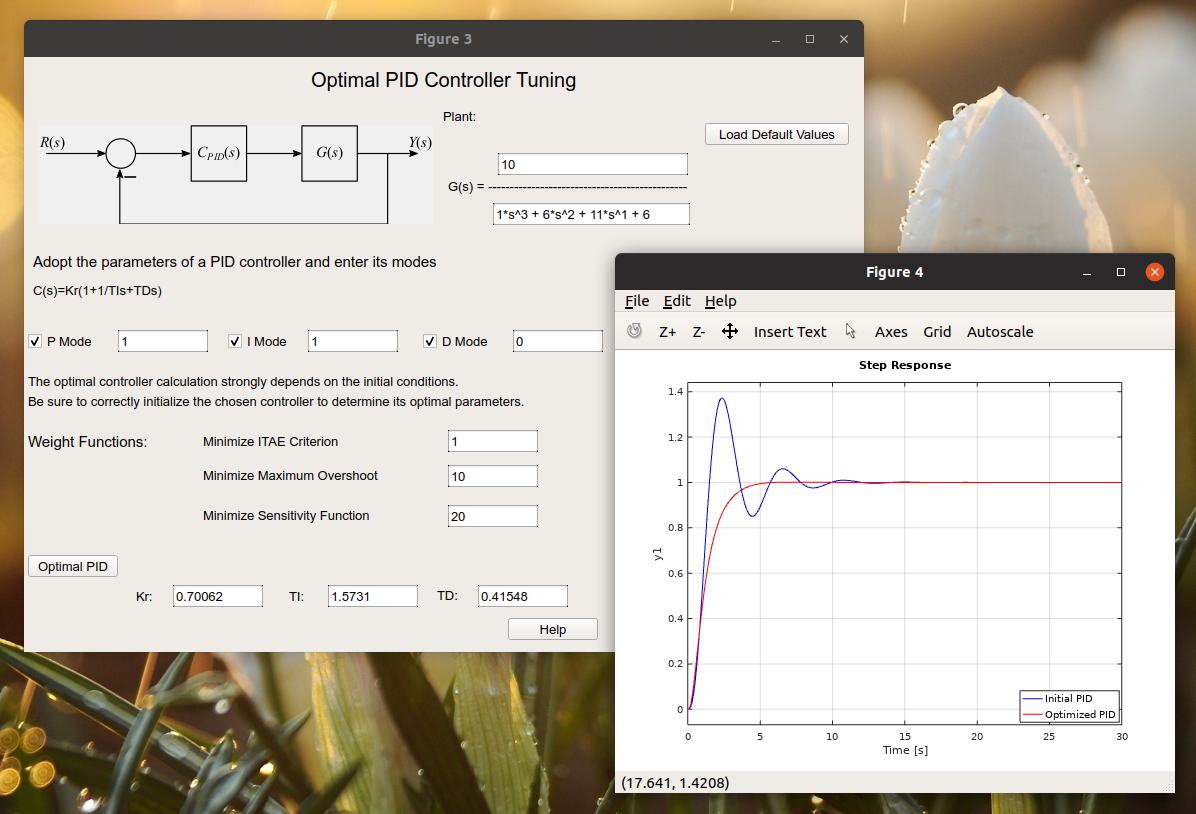 Figure 3
Optimal PID Controller Tuning
Plant:
Load Default Values
R(s)
C_PID(s)
G(s)
Y(s)
10
G(s) = -------------------------------------------------
1*s^3 + 6*s^2 + 11*s^1 + 6
Adopt the parameters of a PID controller and enter its modes
C(s)=Kr(1+1/TIs+TDs)
P Mode 1 I Mode 1 D Mode 0
The optimal controller calculation strongly depends on the initial conditions.
Be sure to correctly initialize the chosen controller to determine its optimal parameters.
Weight Functions: Minimize ITAE Criterion 1
Minimize Maximum Overshoot 10
Minimize Sensitivity Function 20
Optimal PID
Kr: 0.70062 TI: 1.5731 TD: 0.41548
Help
Figure 4
File Edit Help
Z+ Z- Insert Text Axes Grid Autoscale
Step Response
1.4
1.2
1
0.8
0.6
0.4
0.2
0
y1
Initial PID
Optimized PID
0 5 10 15 20 25 30
Time [s]
(17.641, 1.4208)